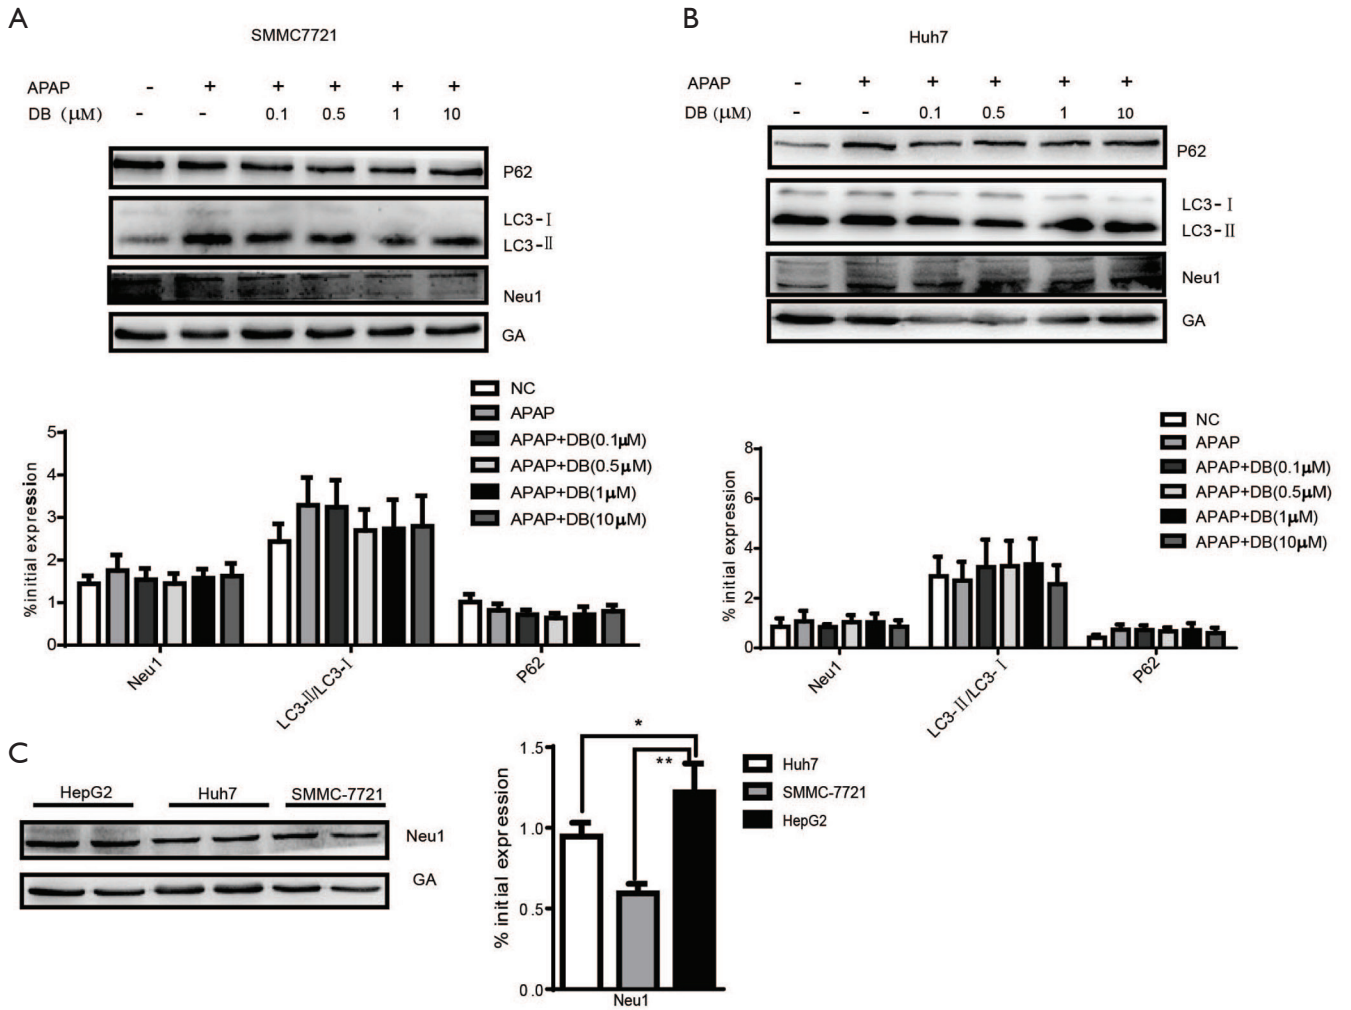 A
SMMC7721
APAP - + + + + +
DB (μM) - - 0.1 0.5 1 10
P62
LC3-Ⅰ
LC3-Ⅱ
Neu1
GA
5
4
3
2
1
0
%initial expression
Neu1
LC3-Ⅱ/LC3-Ⅰ
P62
NC
APAP
APAP+DB(0.1μM)
APAP+DB(0.5μM)
APAP+DB(1μM)
APAP+DB(10μM)
B
Huh7
APAP - + + + + +
DB (μM) - - 0.1 0.5 1 10
P62
LC3-Ⅰ
LC3-Ⅱ
Neu1
GA
8
6
4
2
0
% initial expression
Neu1
LC3-Ⅱ/LC3-Ⅰ
P62
NC
APAP
APAP+DB(0.1μM)
APAP+DB(0.5μM)
APAP+DB(1μM)
APAP+DB(10μM)
C
HepG2 Huh7 SMMC-7721
Neu1
GA
1.5
1.0
0.5
0.0
% initial expression
*
**
Neu1
Huh7
SMMC-7721
HepG2